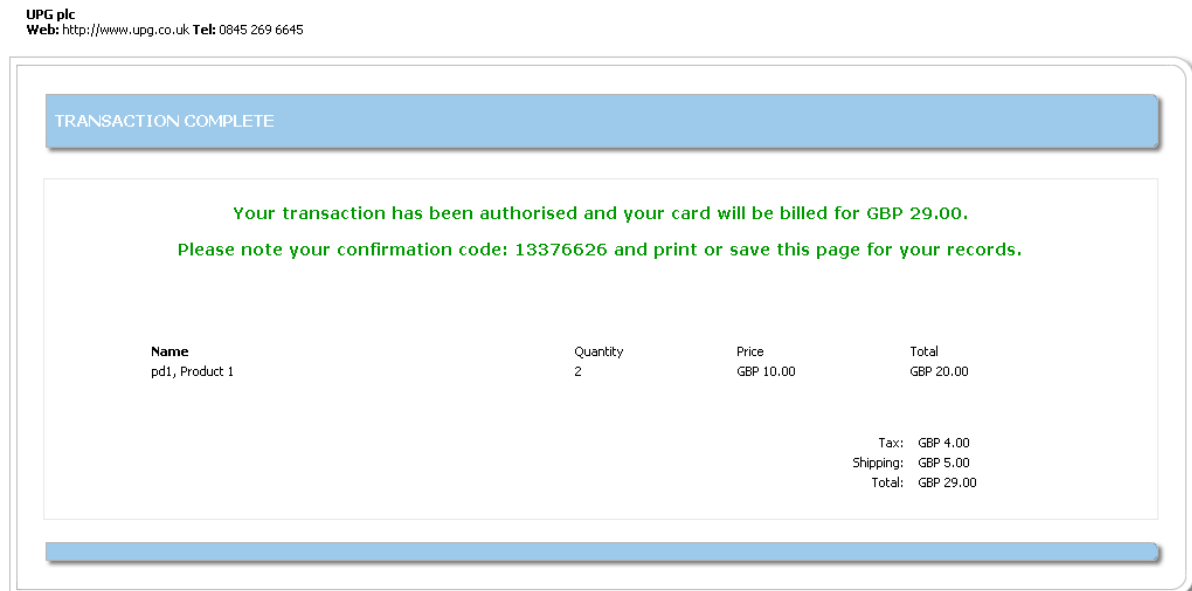 UPG plc
Web: http://www.upg.co.uk Tel: 0845 269 6645
TRANSACTION COMPLETE
Your transaction has been authorised and your card will be billed for GBP 29.00.
Please note your confirmation code: 13376626 and print or save this page for your records.
Name Quantity Price Total
pd1, Product 1 2 GBP 10.00 GBP 20.00
Tax: GBP 4.00
Shipping: GBP 5.00
Total: GBP 29.00